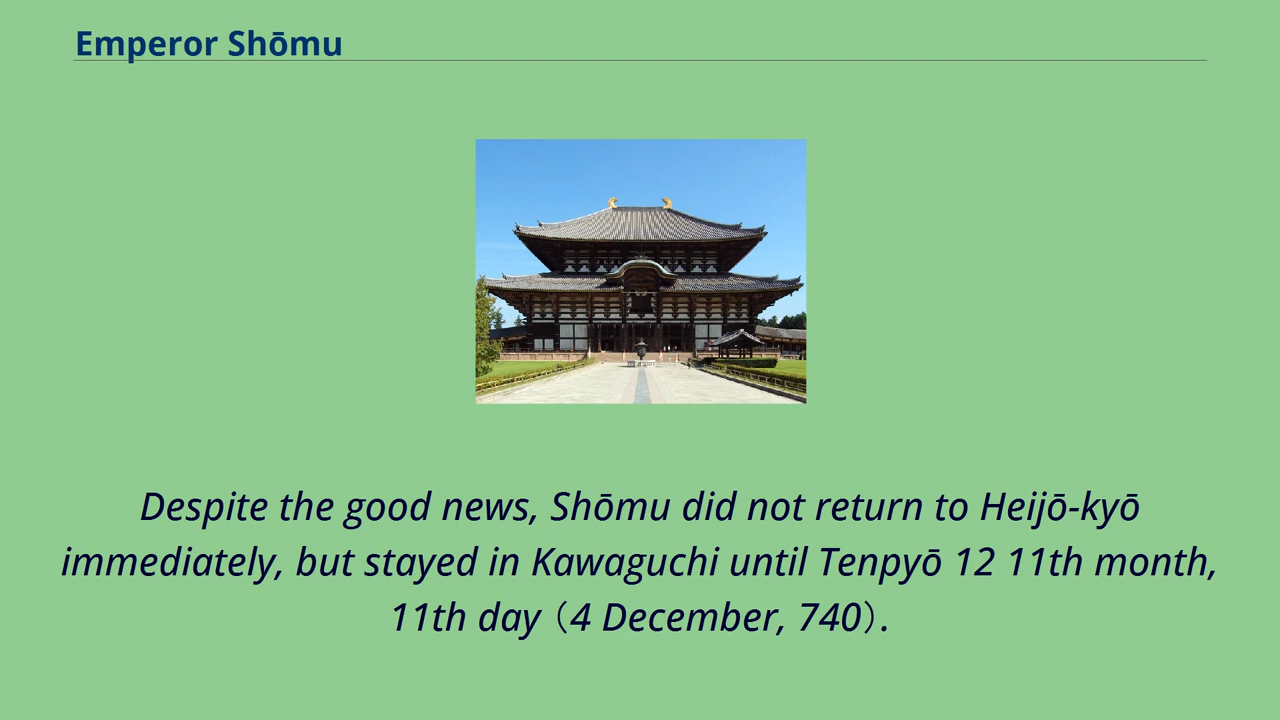 Emperor Shōmu
Despite the good news, Shōmu did not return to Heijō-kyō
immediately, but stayed in Kawaguchi until Tenpyō 12 11th month,
11th day（4 December, 740）.